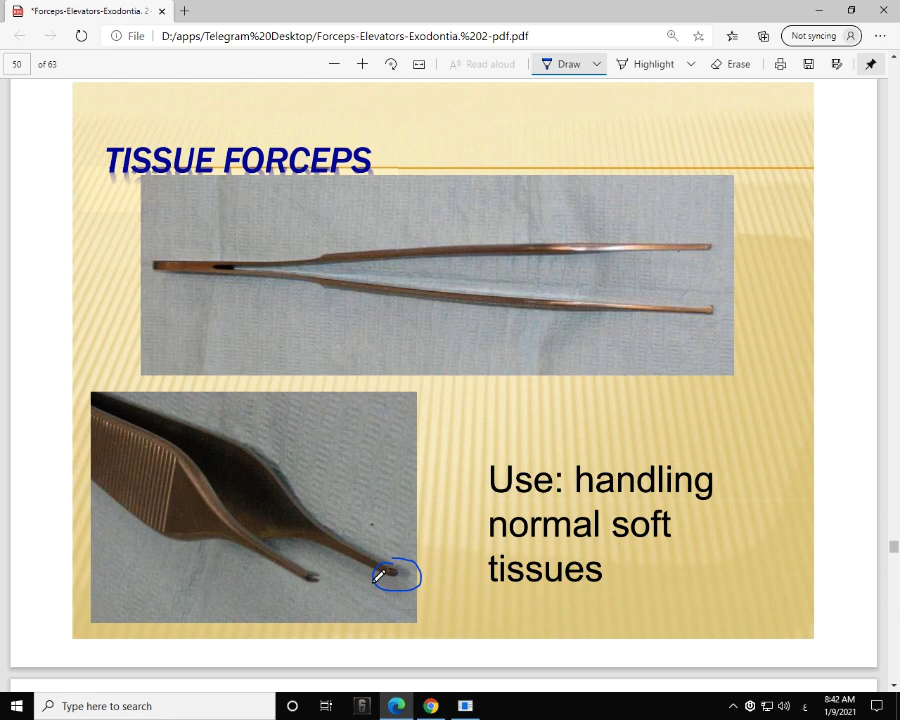 *Forceps-Elevators-Exodontia. 2-
File
D:/apps/Telegram%20Desktop/Forceps-Elevators-Exodontia.%202-pdf.pdf
Not syncing
50 of 63
Read aloud
Draw
Highlight
Erase
TISSUE FORCEPS
Use: handling
normal soft
tissues
Type here to search
ع
8:42 AM
1/9/2021